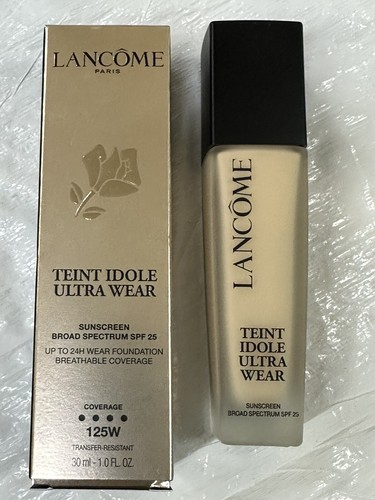 LANCÔME
PARIS
TEINT IDOLE
ULTRA WEAR
SUNSCREEN
BROAD SPECTRUM SPF 25
UP TO 24H WEAR FOUNDATION
BREATHABLE COVERAGE
COVERAGE
125W
TRANSFER-RESISTANT
30 ml - 1.0 FL. OZ.
LANCÔME
TEINT
IDOLE
ULTRA
WEAR
SUNSCREEN
BROAD SPECTRUM SPF 25